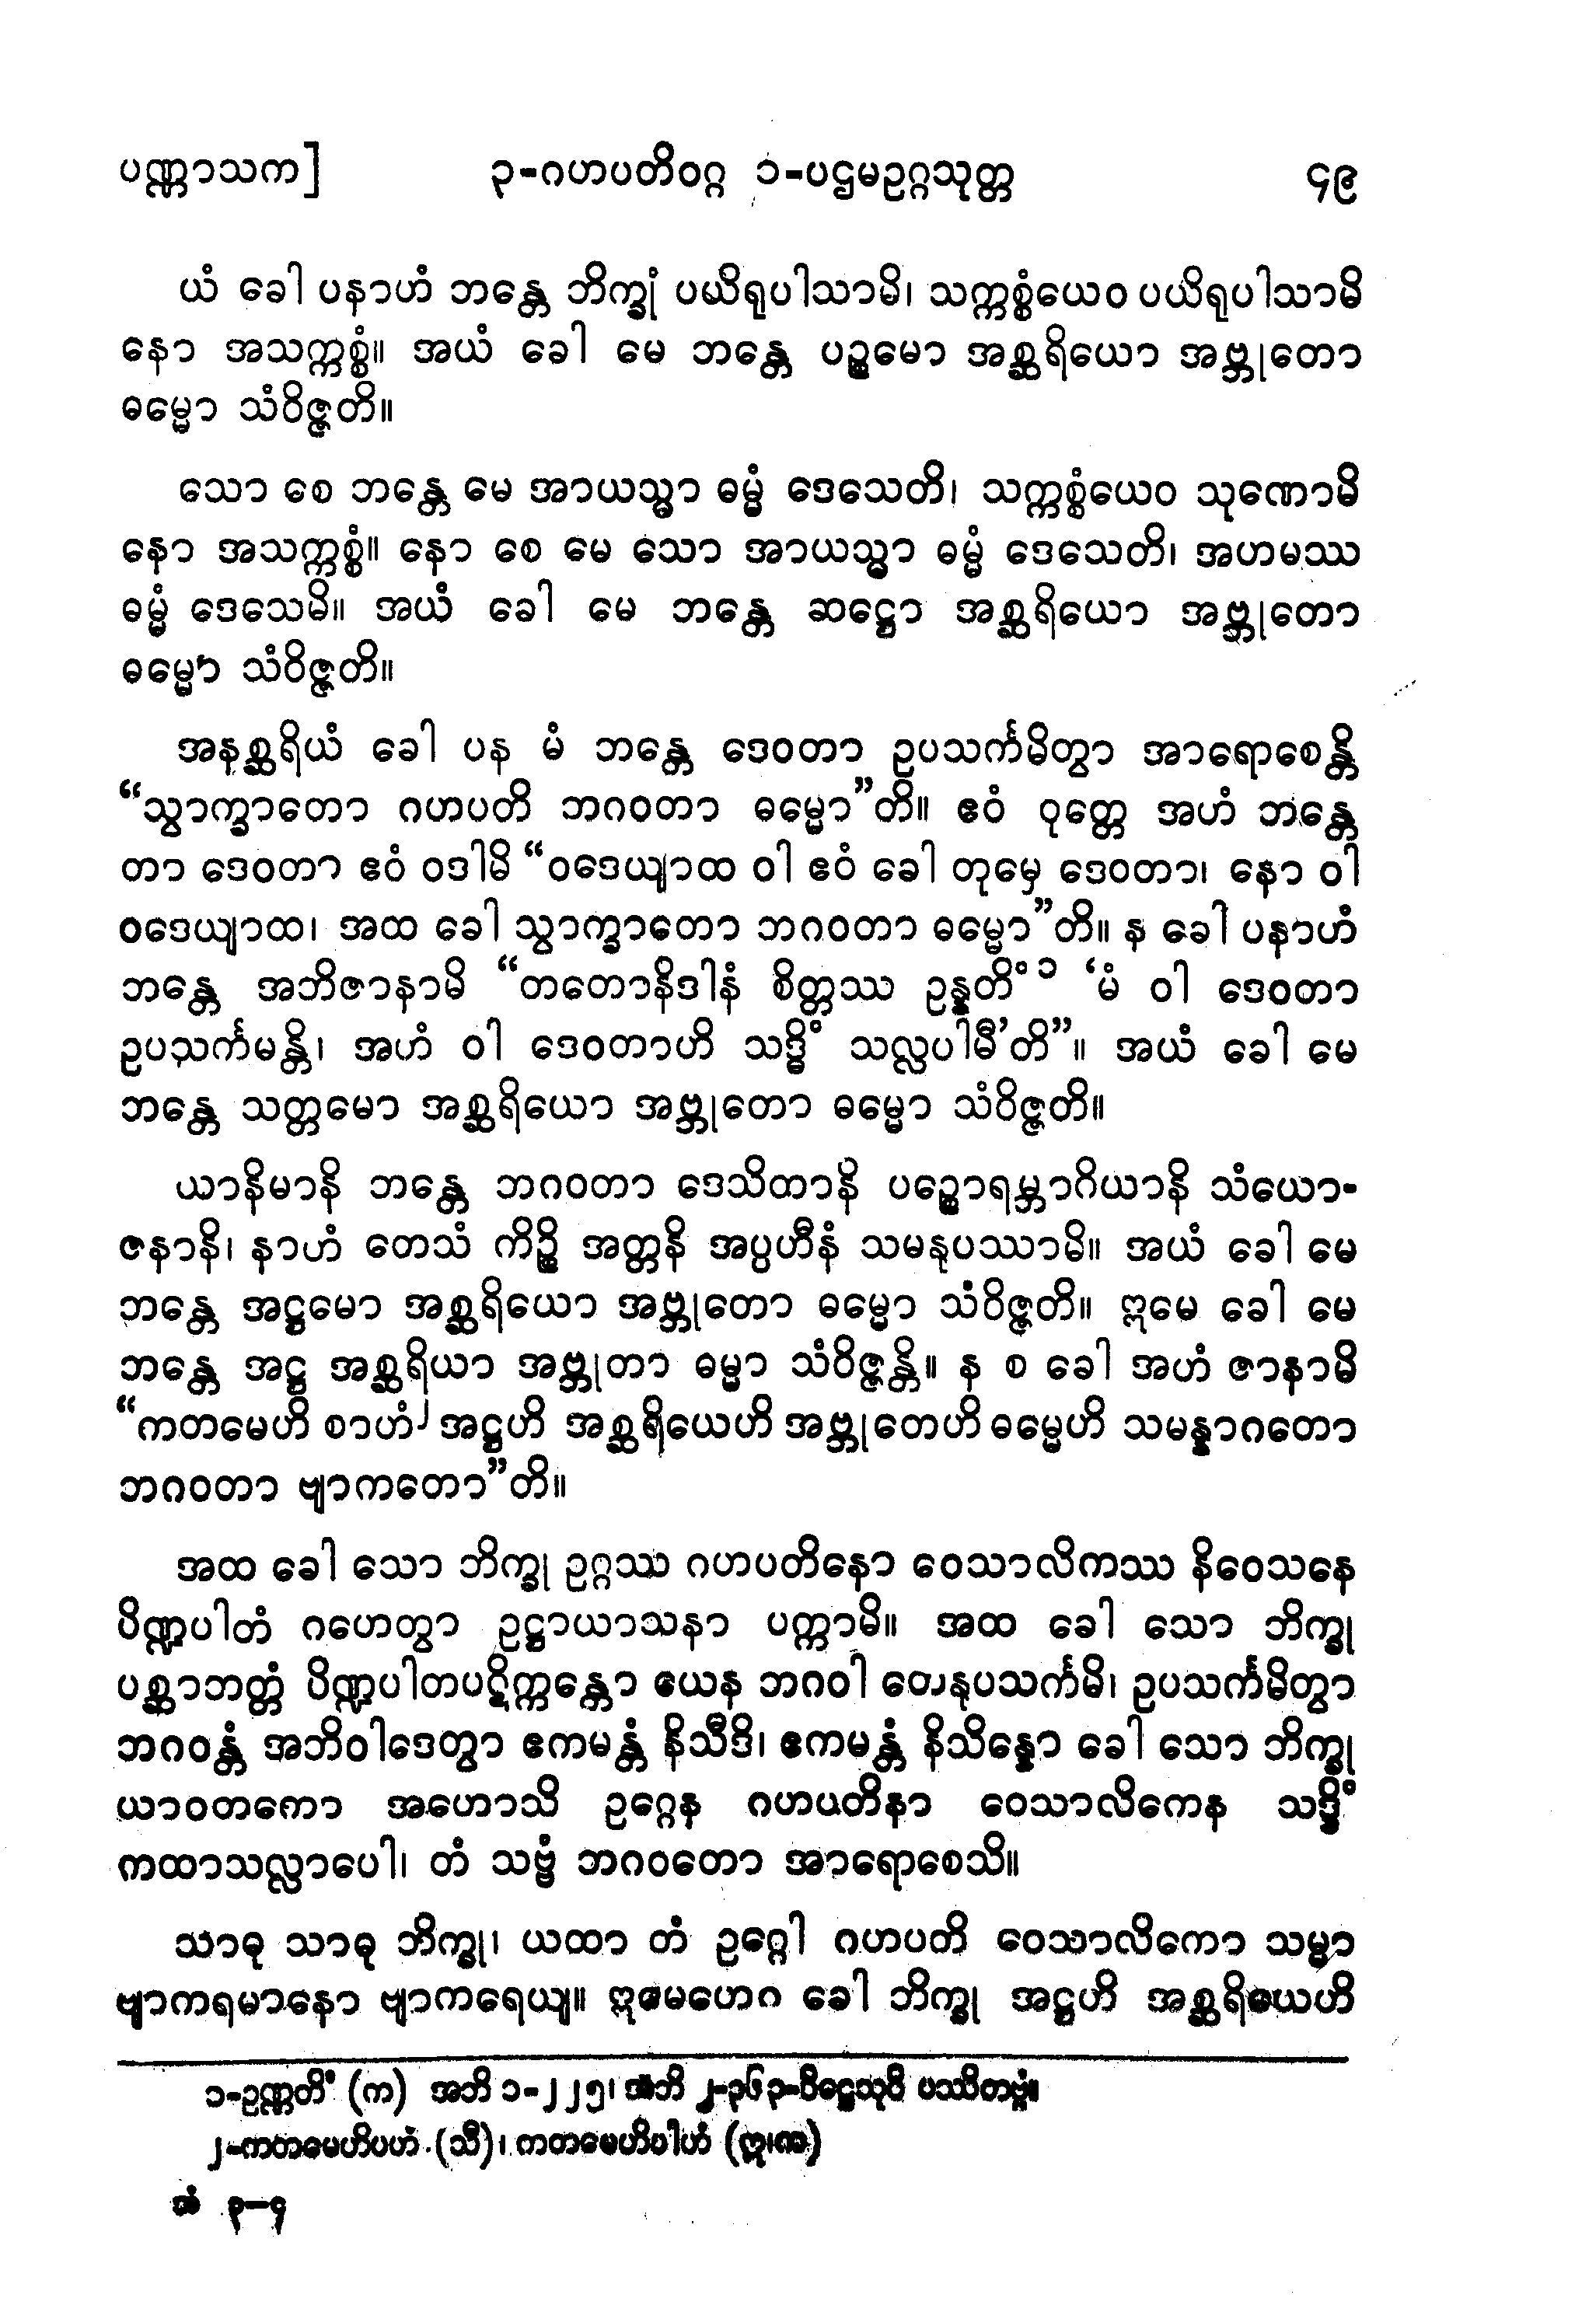 ပဏ္ဏာသက] ၃-ဂဟပတိဝဂ္ဂ ၁-ပဌမဥဂ္ဂသုတ္တ ၄၉
ယံ ခေါ ပနာဟံ ဘန္တေ ဘိက္ခုံ ပယိရုပါသာမိ၊ သက္ကစ္စံယေဝ ပယိရုပါသာမိ
နော အသက္ကစ္စံ။ အယံ ခေါ မေ ဘန္တေ ပဉ္စမော အစ္ဆရိယော အဗ္ဘုတော
ဓမ္မော သံဝိဇ္ဇတိ။
သော စေ ဘန္တေ မေ အာယသ္မာ ဓမ္မံ ဒေသေတိ၊ သက္ကစ္စံယေဝ သုဏောမိ
နော အသက္ကစ္စံ။ နော စေ မေ သော အာယသ္မာ ဓမ္မံ ဒေသေတိ၊ အဟမဿ
ဓမ္မံ ဒေသေမိ။ အယံ ခေါ မေ ဘန္တေ ဆဋ္ဌော အစ္ဆရိယော အဗ္ဘုတော
ဓမ္မော သံဝိဇ္ဇတိ။
အနစ္ဆရိယံ ခေါ ပန မံ ဘန္တေ ဒေဝတာ ဥပသင်္ကမိတွာ အာရောစေန္တိ
“သွာက္ခာတော ဂဟပတိ ဘဂဝတာ ဓမ္မော”တိ။ ဧဝံ ဝုတ္တေ အဟံ ဘန္တေ
တာ ဒေဝတာ ဧဝံ ဝဒါမိ “ဝဒေယျာထ ဝါ ဧဝံ ခေါ တုမှေ ဒေဝတာ၊ နော ဝါ
ဝဒေယျာထ၊ အထ ခေါ သွာက္ခာတော ဘဂဝတာ ဓမ္မော”တိ။ န ခေါ ပနာဟံ
ဘန္တေ အဘိဇာနာမိ “တတောနိဒါနံ စိတ္တဿ ဥန္နတိံ ၁ ‘မံ ဝါ ဒေဝတာ
ဥပသင်္ကမန္တိ၊ အဟံ ဝါ ဒေဝတာဟိ သဒ္ဓိံ သလ္လပါမီ’တိ”။ အယံ ခေါ မေ
ဘန္တေ သတ္တမော အစ္ဆရိယော အဗ္ဘုတော ဓမ္မော သံဝိဇ္ဇတိ။
ယာနိမာနိ ဘန္တေ ဘဂဝတာ ဒေသိတာနိ ပဉ္စောရမ္ဘာဂိယာနိ သံယော-
ဇနာနိ၊ နာဟံ တေသံ ကိဉ္စိ အတ္တနိ အပ္ပဟီနံ သမနုပဿာမိ။ အယံ ခေါ မေ
ဘန္တေ အဋ္ဌမော အစ္ဆရိယော အဗ္ဘုတော ဓမ္မော သံဝိဇ္ဇတိ။ ဣမေ ခေါ မေ
ဘန္တေ အဋ္ဌ အစ္ဆရိယာ အဗ္ဘုတာ ဓမ္မာ သံဝိဇ္ဇန္တိ။ န စ ခေါ အဟံ ဇာနာမိ
“ကတမေဟိ စာဟံ၂ အဋ္ဌဟိ အစ္ဆရိယေဟိ အဗ္ဘုတေဟိ ဓမ္မေဟိ သမန္နာဂတော
ဘဂဝတာ ဗျာကတော”တိ။
အထ ခေါ သော ဘိက္ခု ဥဂ္ဂဿ ဂဟပတိနော ဝေသာလိကဿ နိဝေသနေ
ပိဏ္ဍပါတံ ဂဟေတွာ ဥဋ္ဌာယာသနာ ပက္ကာမိ။ အထ ခေါ သော ဘိက္ခု
ပစ္ဆာဘတ္တံ ပိဏ္ဍပါတပဋိက္ကန္တော ယေန ဘဂဝါ တေနုပသင်္ကမိ၊ ဥပသင်္ကမိတွာ
ဘဂဝန္တံ အဘိဝါဒေတွာ ဧကမန္တံ နိသီဒိ၊ ဧကမန္တံ နိသိန္နော ခေါ သော ဘိက္ခု
ယာဝတကော အဟောသိ ဥဂ္ဂေန ဂဟပတိနာ ဝေသာလိကေန သဒ္ဓိံ
ကထာသလ္လာပေါ၊ တံ သဗ္ဗံ ဘဂဝတော အာရောစေသိ။
သာဓု သာဓု ဘိက္ခု၊ ယထာ တံ ဥဂ္ဂေါ ဂဟပတိ ဝေသာလိကော သမ္မာ
ဗျာကရမာနော ဗျာကရေယျ။ ဣမေဟေဝ ခေါ ဘိက္ခု အဋ္ဌဟိ အစ္ဆရိယေဟိ
၁-ဥဏ္ဏတိံ (က) အဘိ ၁-၂၂၅၊ အဘိ ၂-၃၆၃-ပိဋ္ဌေသုပိ ပဿိတဗ္ဗံ။
၂-ကတမေဟိပဟံ (သီ)၊ ကတမေဟိပါဟံ (ဣ၊က)
အံ ၃–၄